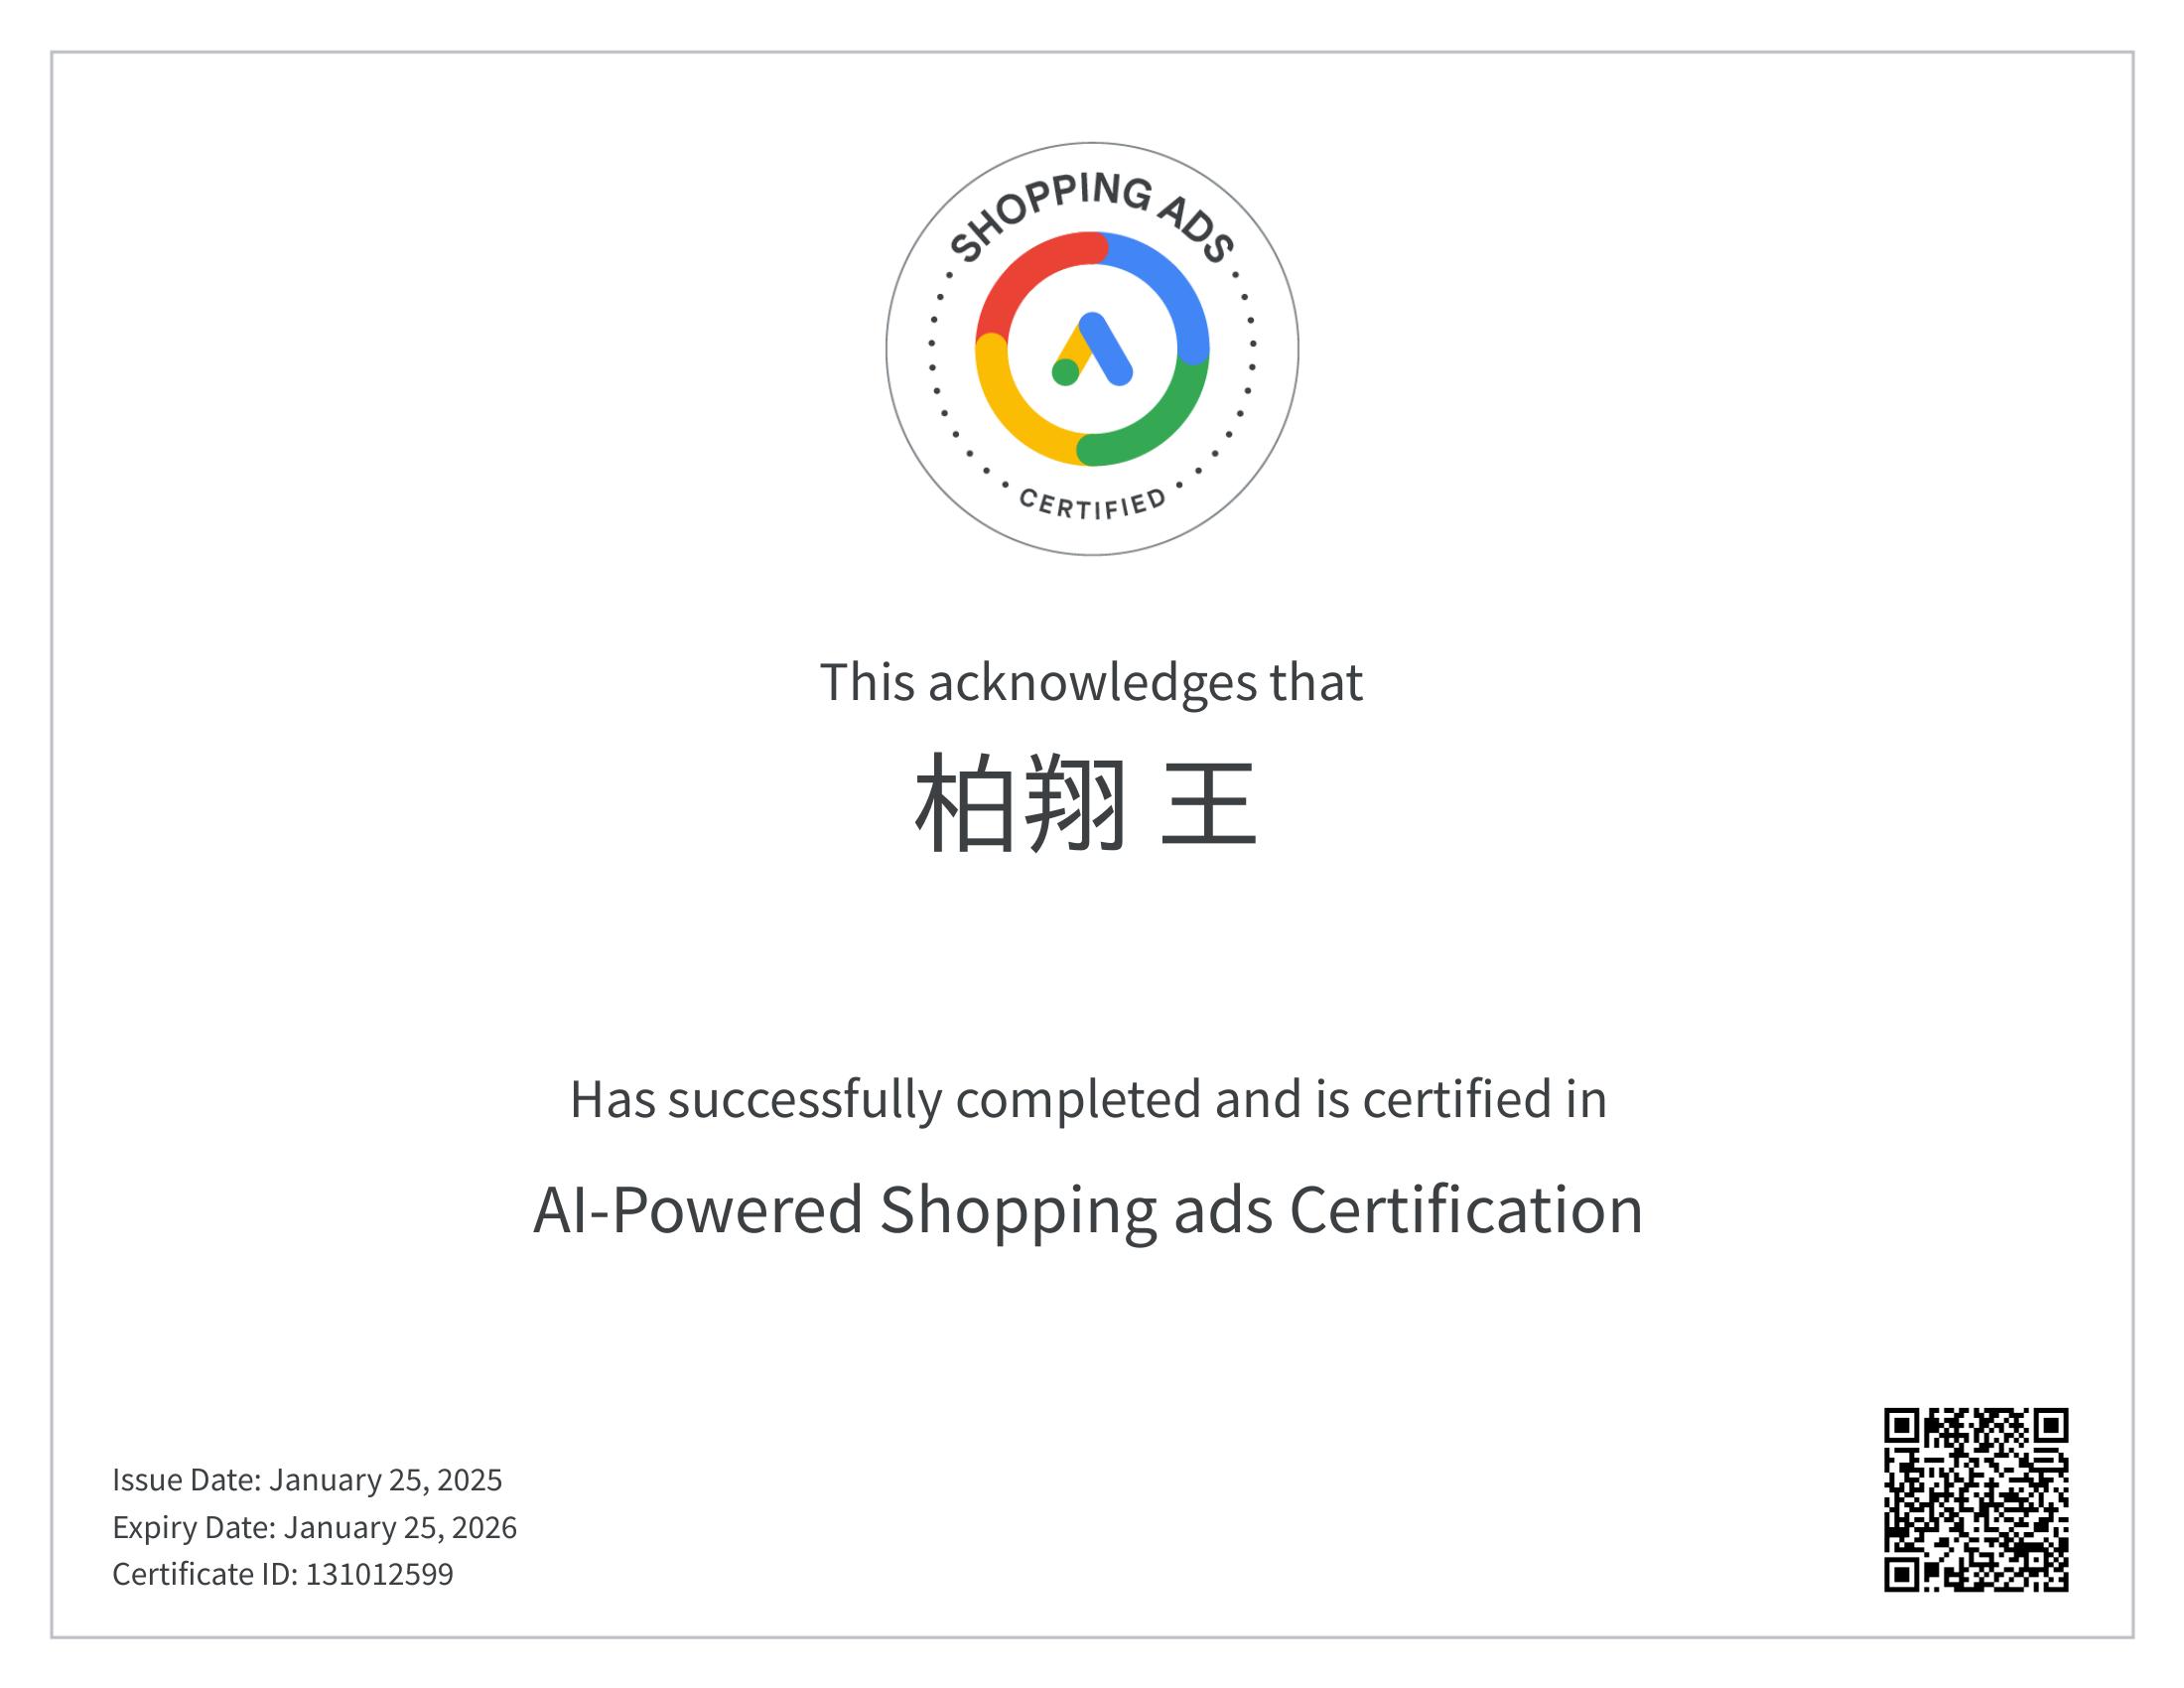 SHOPPING ADS
CERTIFIED
This acknowledges that
柏翔 王
Has successfully completed and is certified in
AI-Powered Shopping ads Certification
Issue Date: January 25, 2025
Expiry Date: January 25, 2026
Certificate ID: 131012599